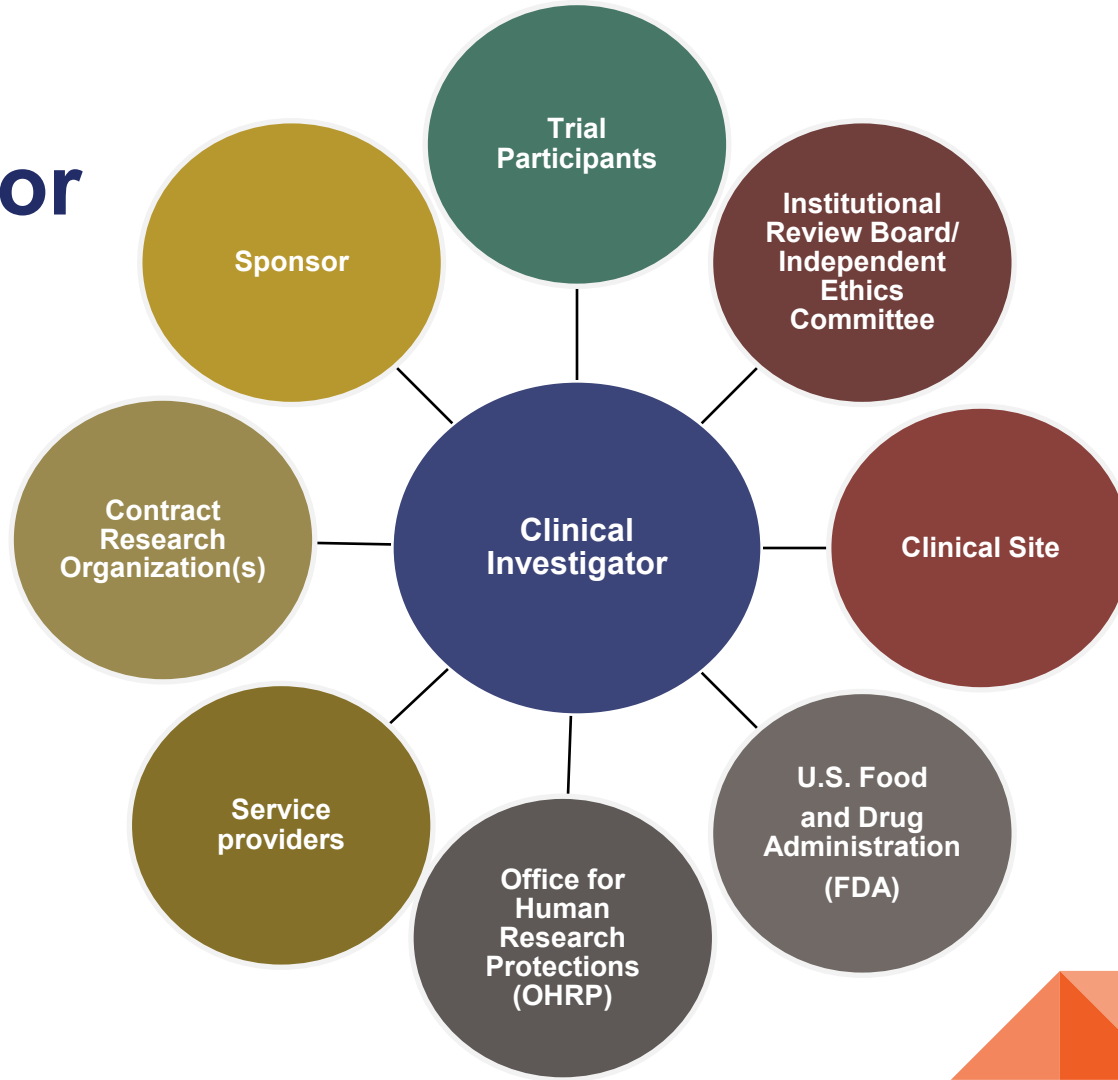 or
Trial
Participants
Institutional
Review Board/
Independent
Ethics
Committee
Sponsor
Contract
Research
Organization(s)
Clinical
Investigator
Clinical Site
Service
providers
U.S. Food
and Drug
Administration
(FDA)
Office for
Human
Research
Protections
(OHRP)